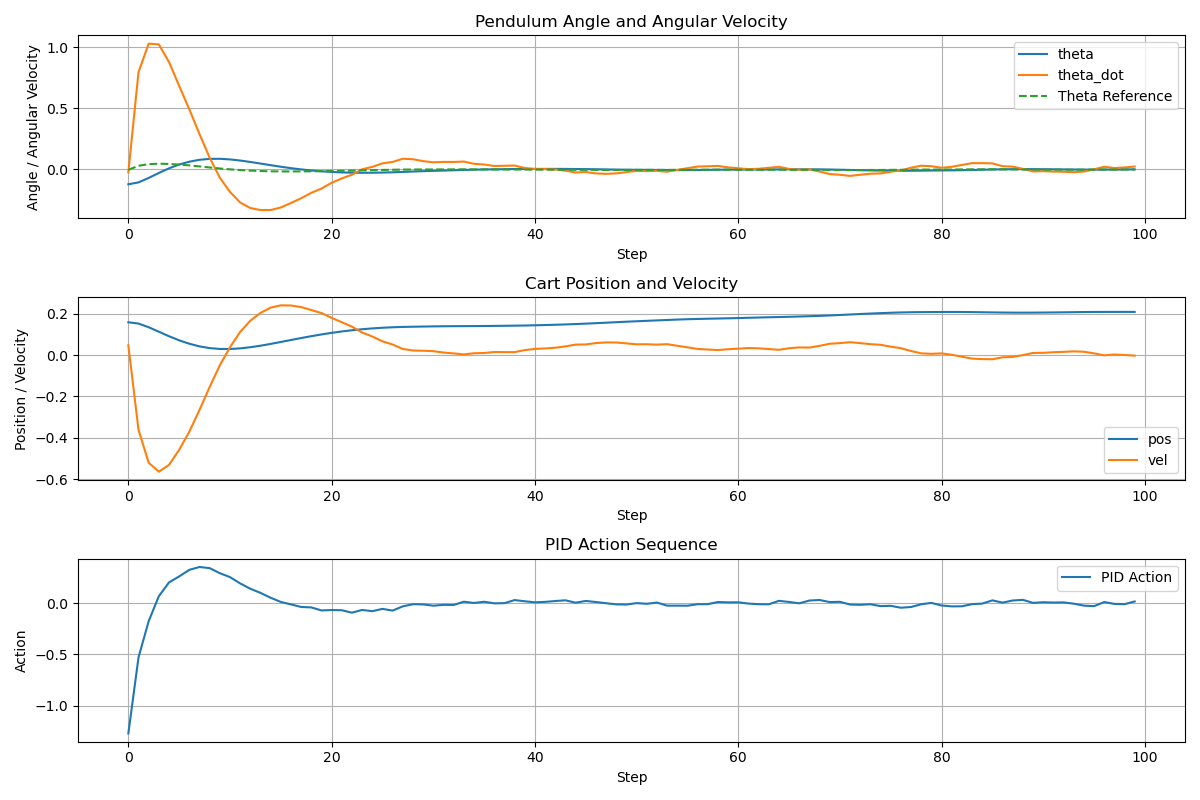 Pendulum Angle and Angular Velocity
Angle / Angular Velocity
1.0
0.5
0.0
theta
theta_dot
Theta Reference
0 20 40 60 80 100
Step
Cart Position and Velocity
Position / Velocity
0.2
0.0
−0.2
−0.4
−0.6
pos
vel
0 20 40 60 80 100
Step
PID Action Sequence
Action
0.0
−0.5
−1.0
PID Action
0 20 40 60 80 100
Step